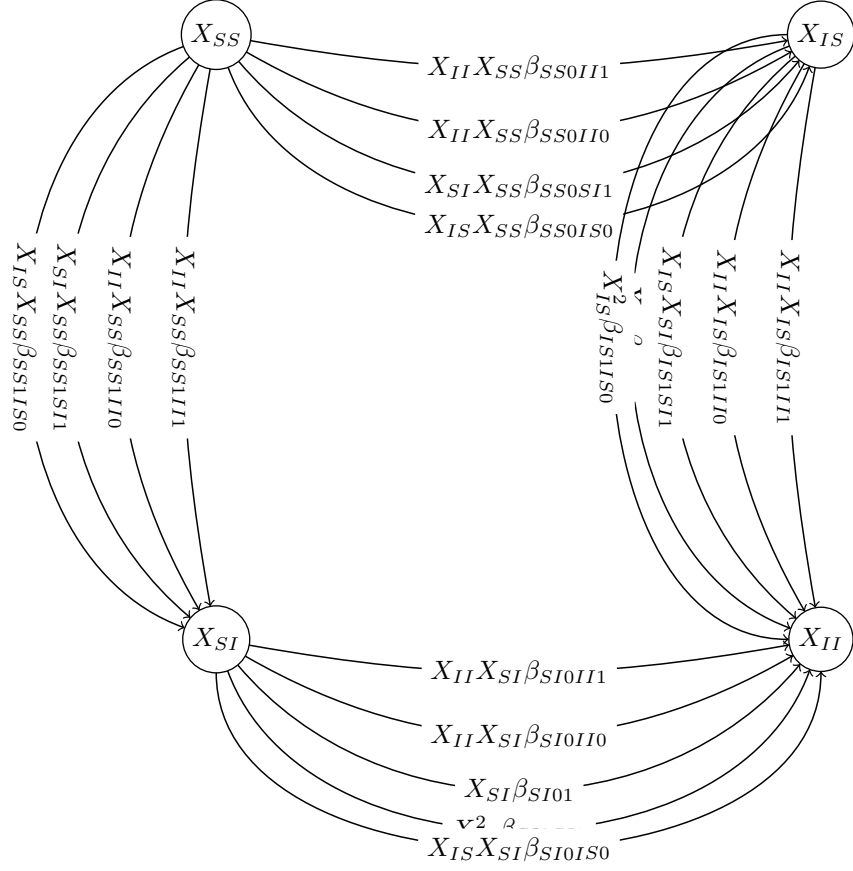 X_{SS}
X_{IS}
X_{II}X_{SS}β_{SS0II1}
X_{II}X_{SS}β_{SS0II0}
X_{SI}X_{SS}β_{SS0SI1}
X_{IS}X_{SS}β_{SS0IS0}
X_{IS}X_{SS}β_{SS1IS0}
X_{SI}X_{SS}β_{SS1SI1}
X_{II}X_{SS}β_{SS1II0}
X_{II}X_{SS}β_{SS1II1}
X_{IS}^2β_{IS1IS0}
X_{IS}X_{SI}β_{IS1SI1}
X_{II}X_{IS}β_{IS1II0}
X_{II}X_{IS}β_{IS1II1}
X_{SI}
X_{II}
X_{II}X_{SI}β_{SI0II1}
X_{II}X_{SI}β_{SI0II0}
X_{SI}β_{SI01}
X_{IS}X_{SI}β_{SI0IS0}